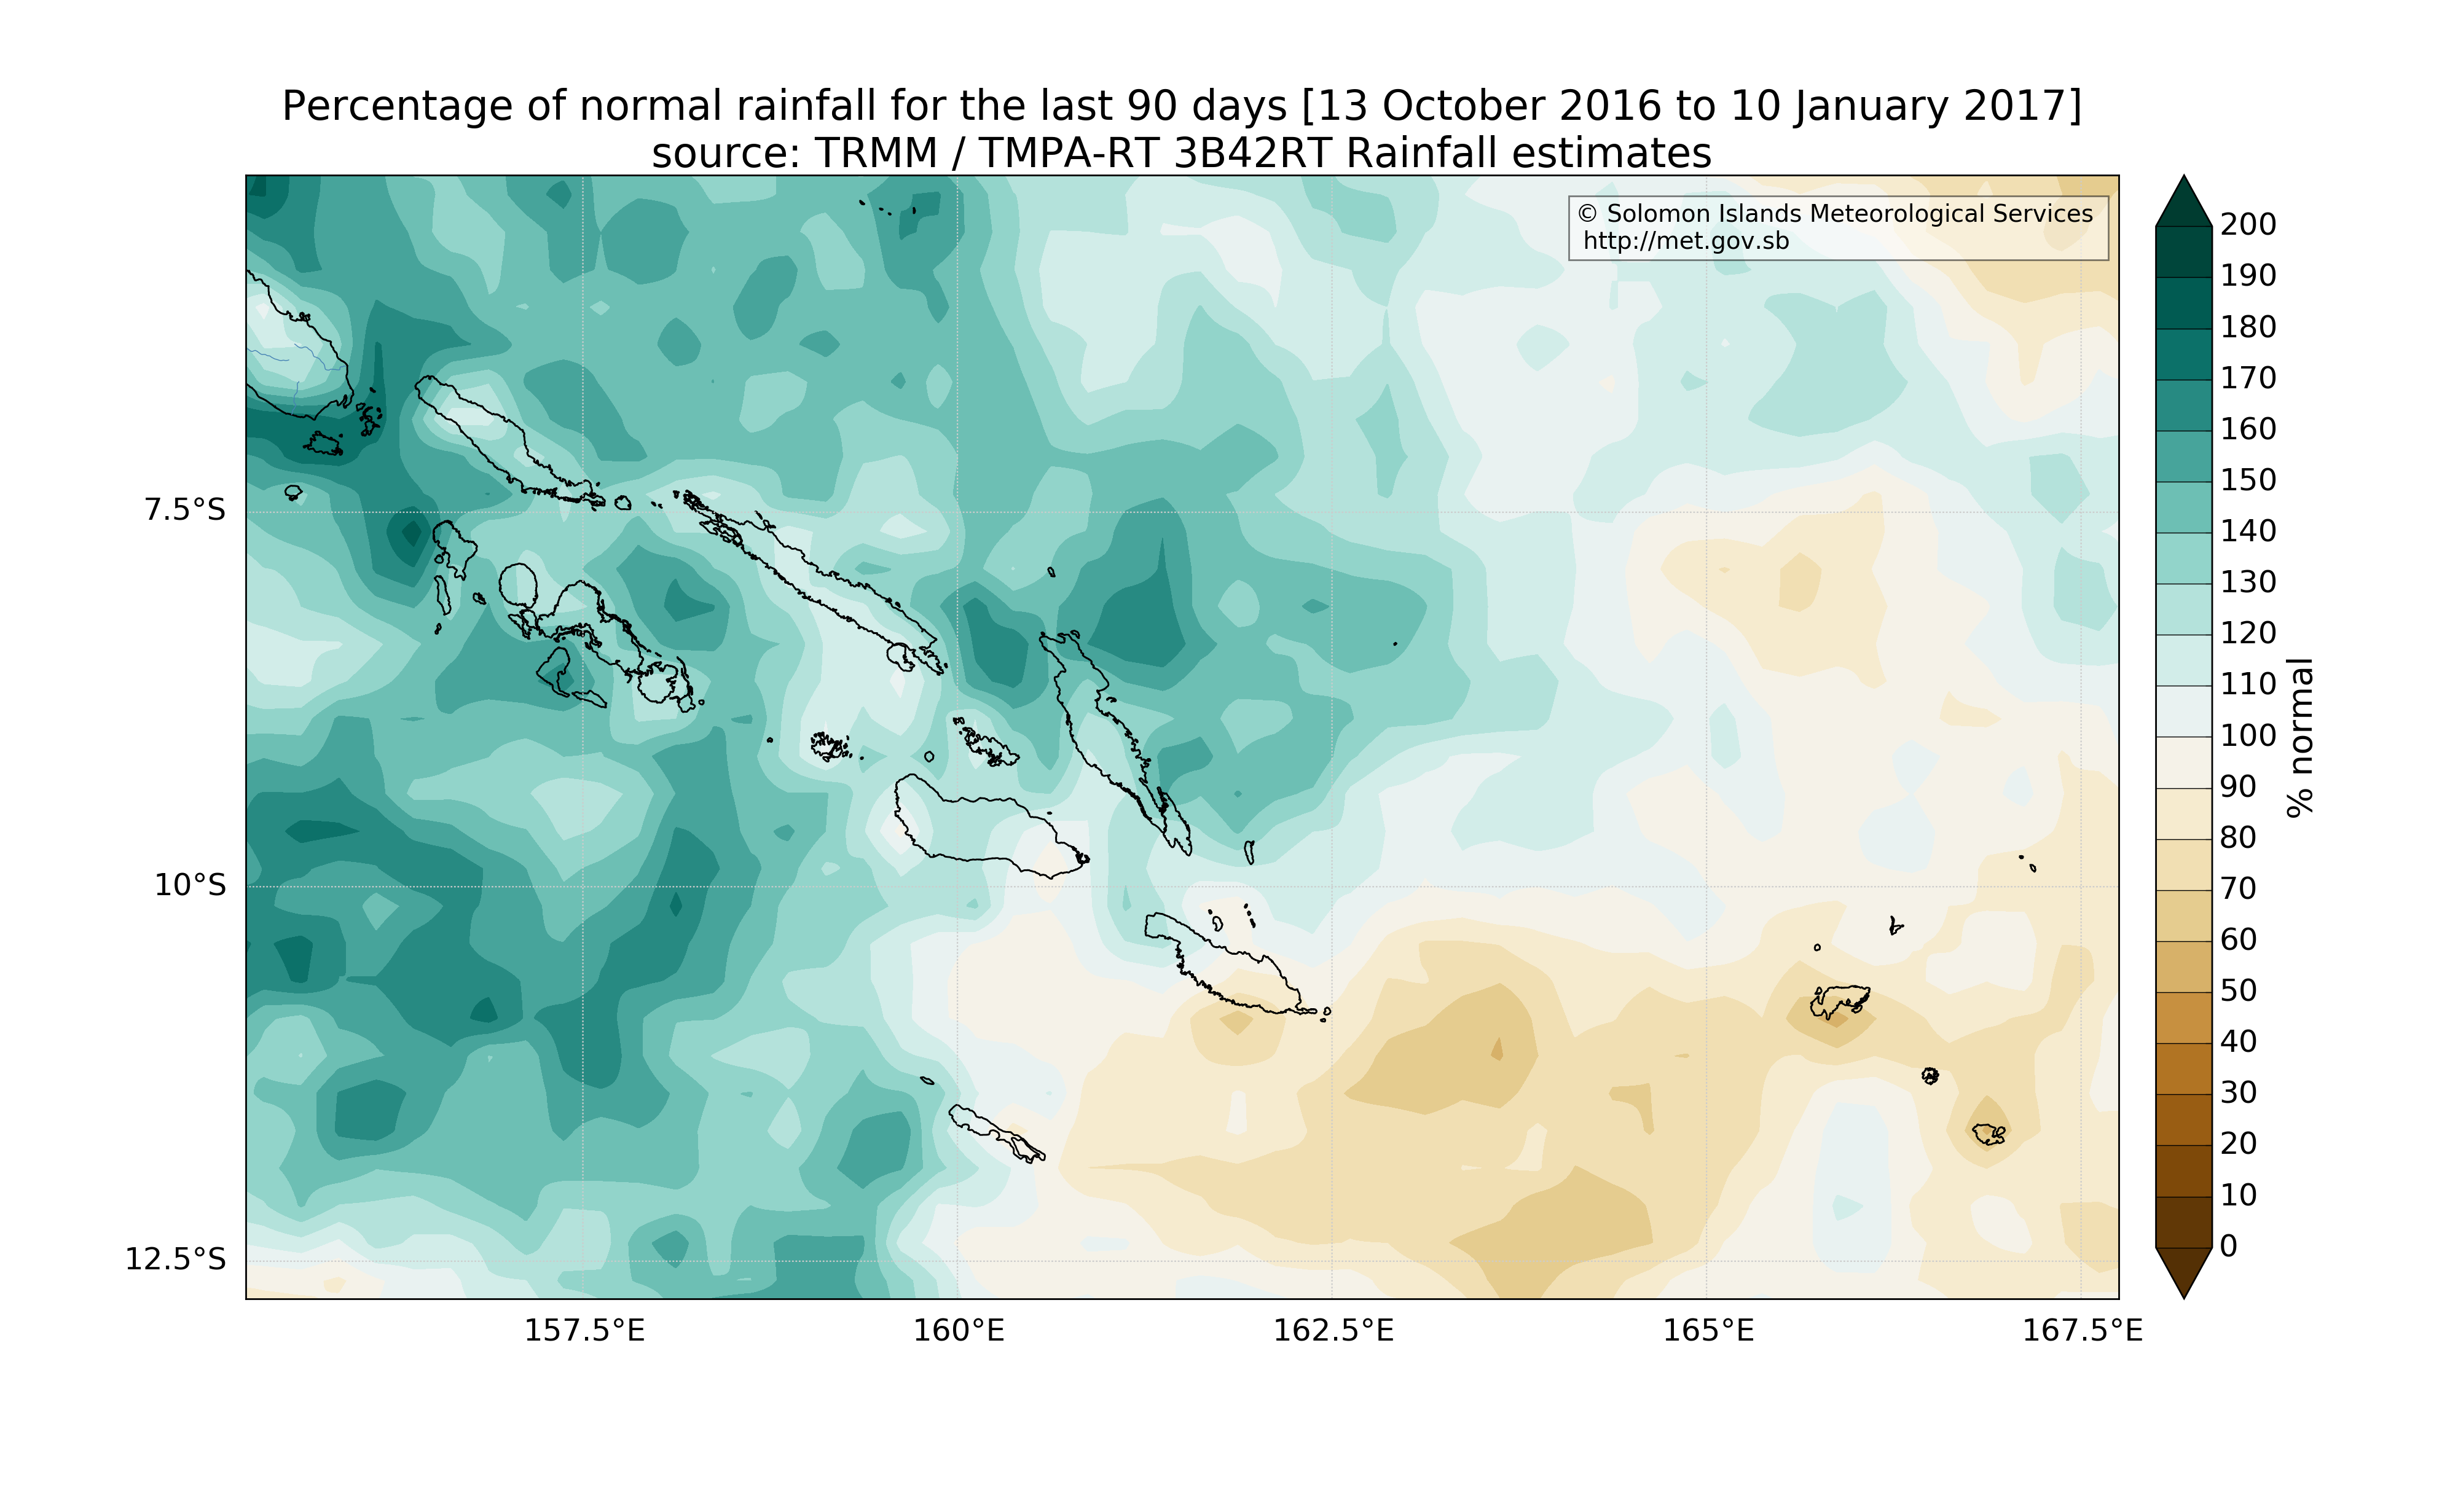 Percentage of normal rainfall for the last 90 days [13 October 2016 to 10 January 2017]
source: TRMM / TMPA-RT 3B42RT Rainfall estimates
© Solomon Islands Meteorological Services
http://met.gov.sb
7.5°S
10°S
12.5°S
157.5°E
160°E
162.5°E
165°E
167.5°E
200
190
180
170
160
150
140
130
120
110
100
90
80
70
60
50
40
30
20
10
0
% normal